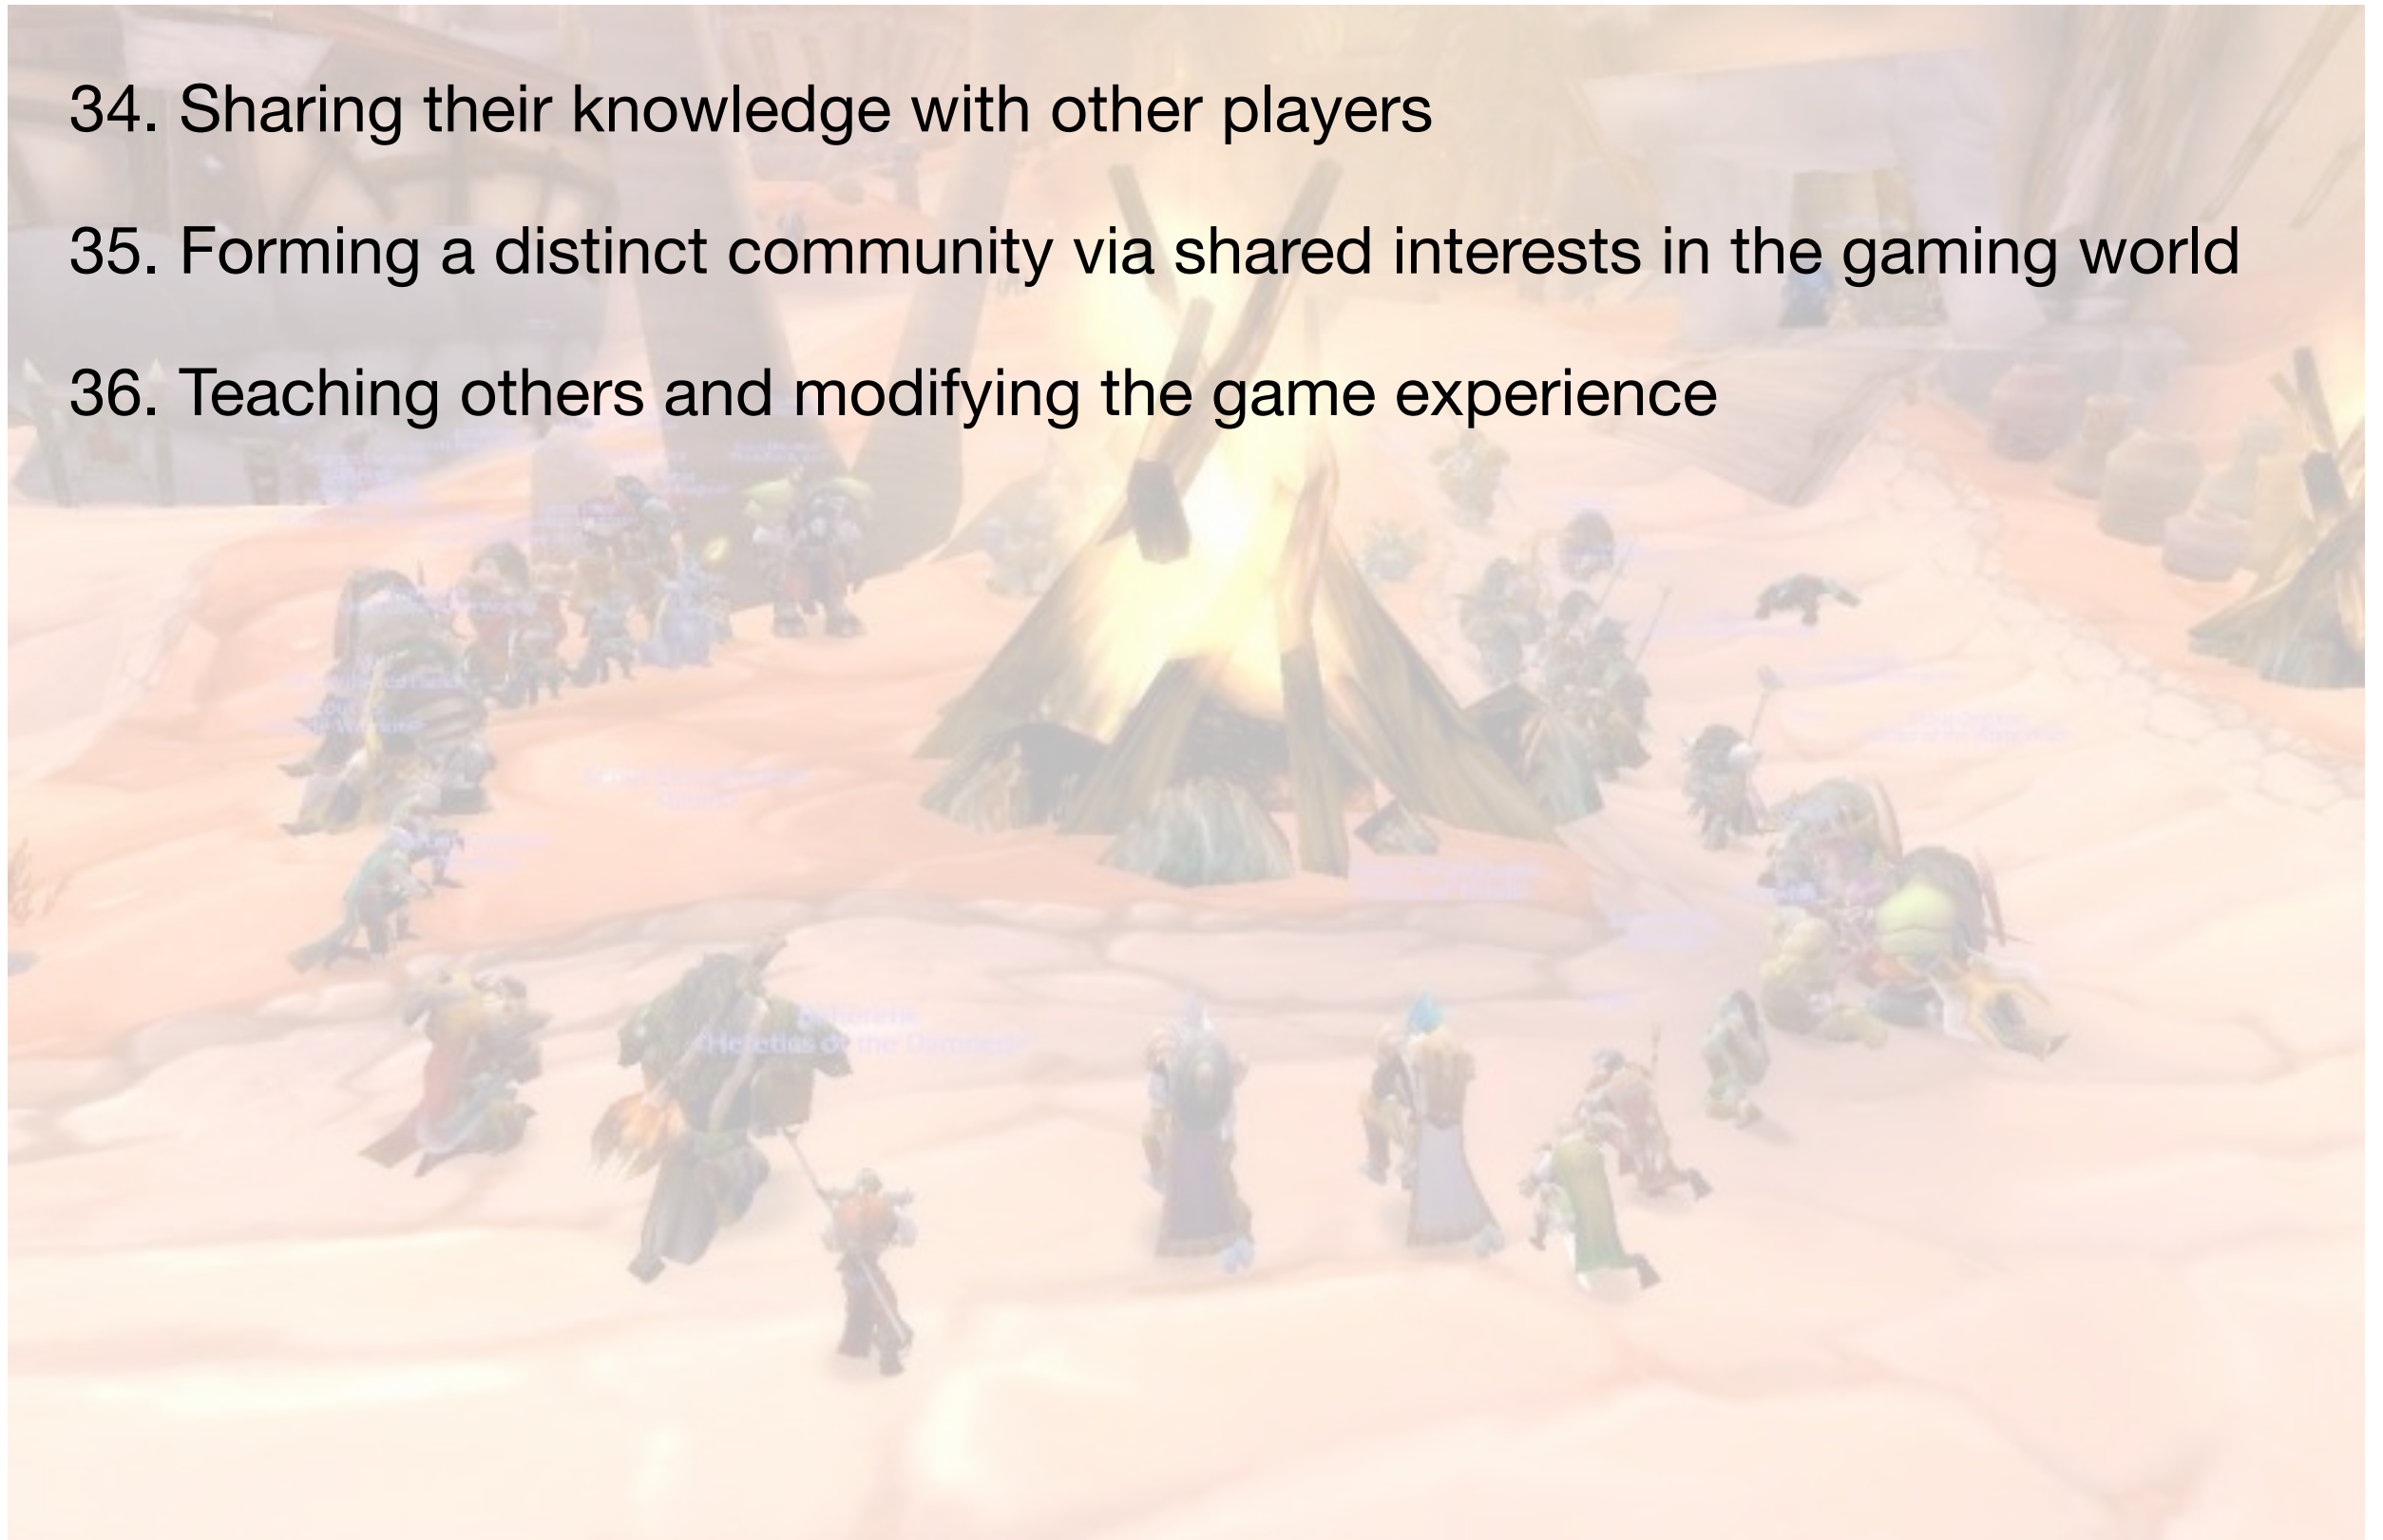 34. Sharing their knowledge with other players
35. Forming a distinct community via shared interests in the gaming world
36. Teaching others and modifying the game experience